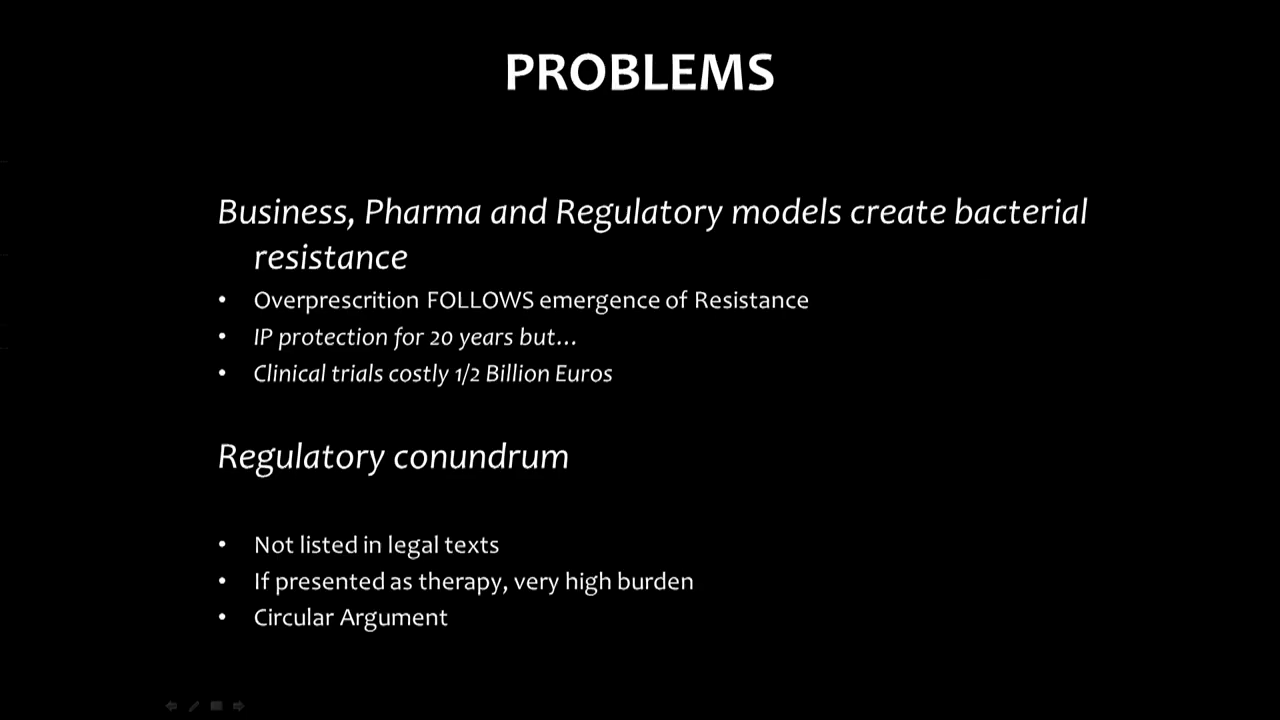 PROBLEMS
Business, Pharma and Regulatory models create bacterial
resistance
• Overprescrition FOLLOWS emergence of Resistance
• IP protection for 20 years but...
• Clinical trials costly 1/2 Billion Euros
Regulatory conundrum
• Not listed in legal texts
• If presented as therapy, very high burden
• Circular Argument